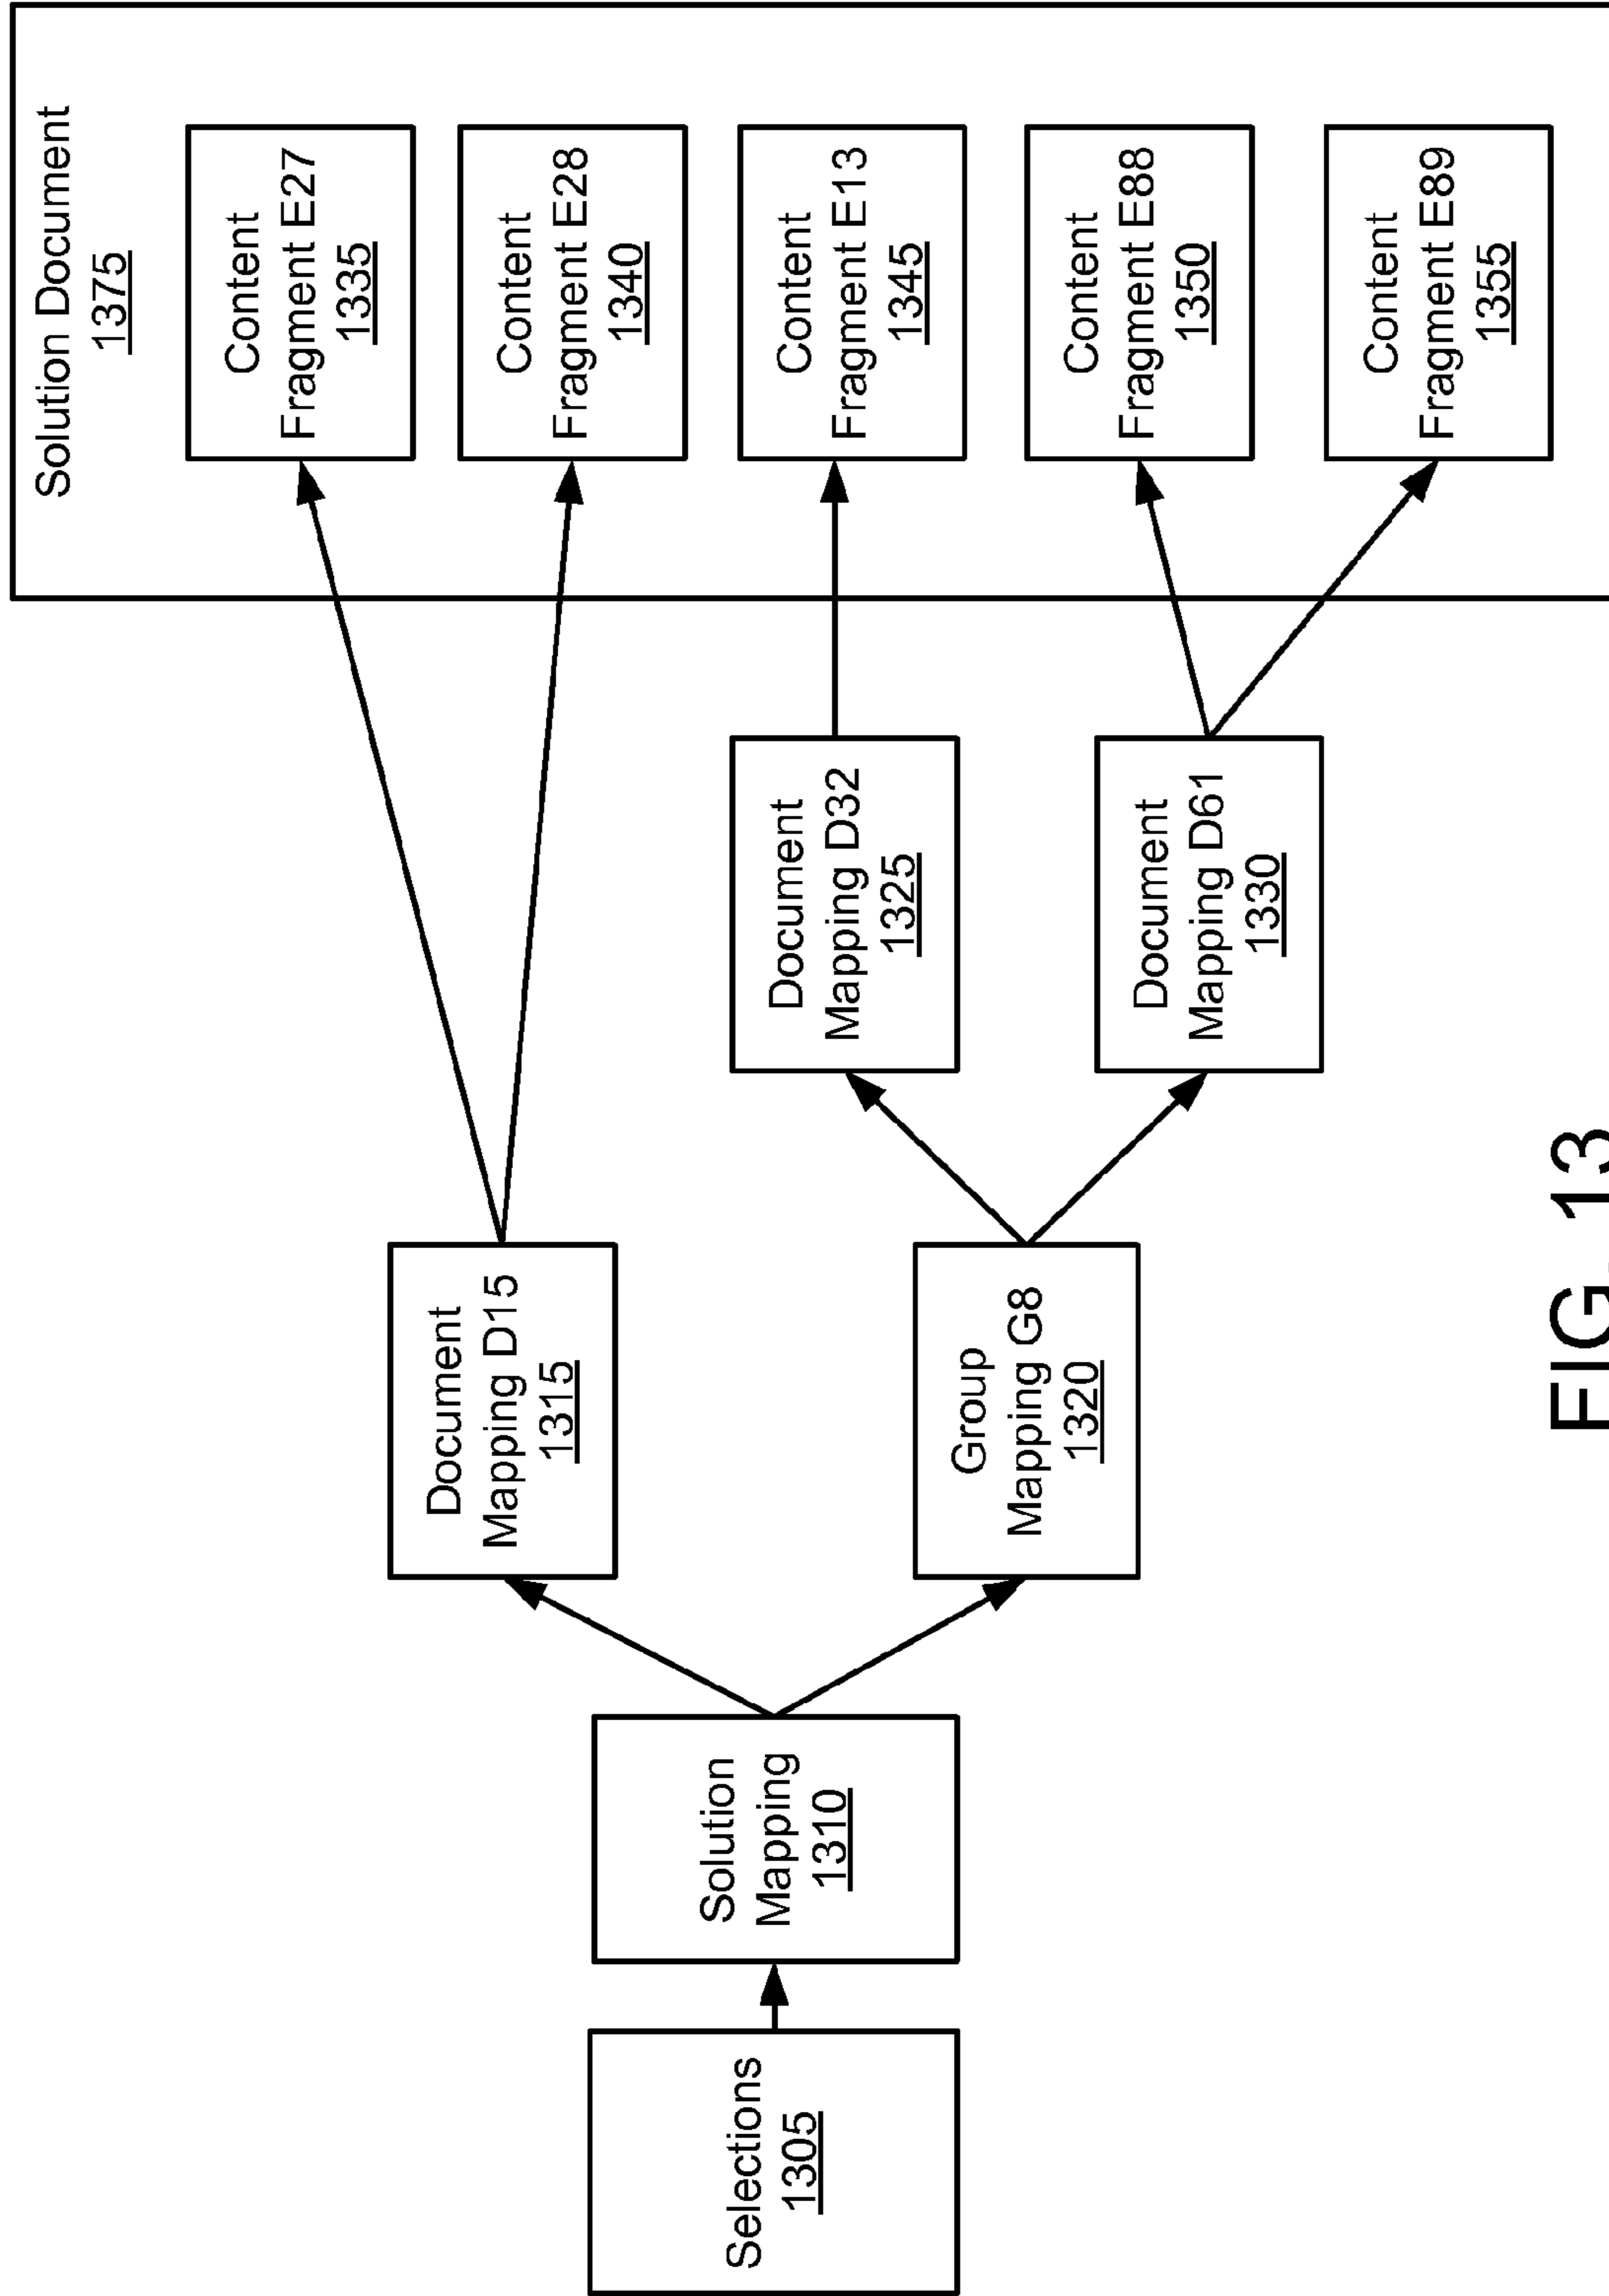 Selections
1305
Solution
Mapping
1310
Document
Mapping D15
1315
Group
Mapping G8
1320
Document
Mapping D32
1325
Document
Mapping D61
1330
Solution Document
1375
Content
Fragment E27
1335
Content
Fragment E28
1340
Content
Fragment E13
1345
Content
Fragment E88
1350
Content
Fragment E89
1355
FIG. 13